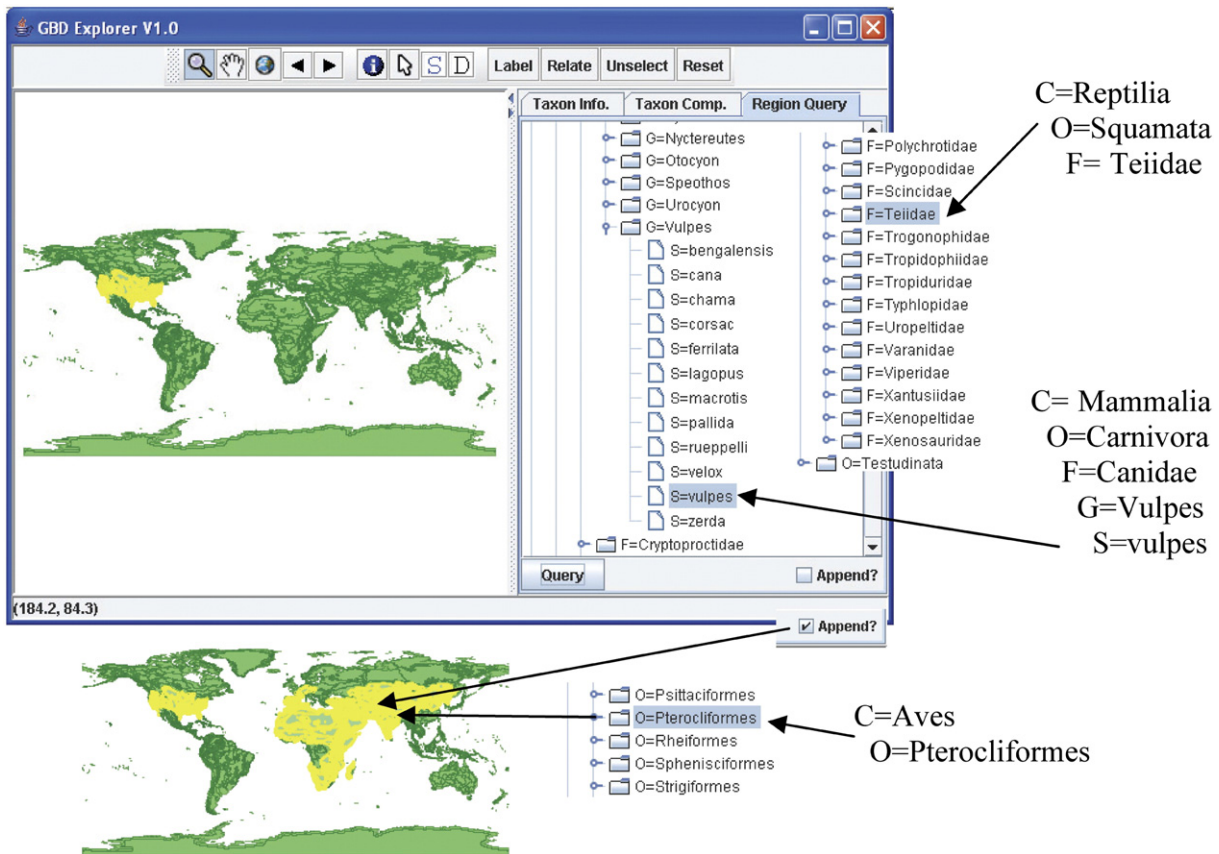 GBD Explorer V1.0
S D Label Relate Unselect Reset
Taxon Info. Taxon Comp. Region Query
G=Nyctereutes
G=Otocyon
G=Speothos
G=Urocyon
G=Vulpes
S=bengalensis
S=cana
S=chama
S=corsac
S=ferrilata
S=lagopus
S=macrotis
S=pallida
S=rueppelli
S=velox
S=vulpes
S=zerda
F=Cryptoproctidae
F=Polychrotidae
F=Pygopodidae
F=Scincidae
F=Teiidae
F=Trogonophidae
F=Tropidophiidae
F=Tropiduridae
F=Typhlopidae
F=Uropeltidae
F=Varanidae
F=Viperidae
F=Xantusiidae
F=Xenopeltidae
F=Xenosauridae
O=Testudinata
Query Append?
(184.2, 84.3)
C=Reptilia
O=Squamata
F= Teiidae
C= Mammalia
O=Carnivora
F=Canidae
G=Vulpes
S=vulpes
Append?
O=Psittaciformes
O=Pterocliformes
O=Rheiformes
O=Sphenisciformes
O=Strigiformes
C=Aves
O=Pterocliformes